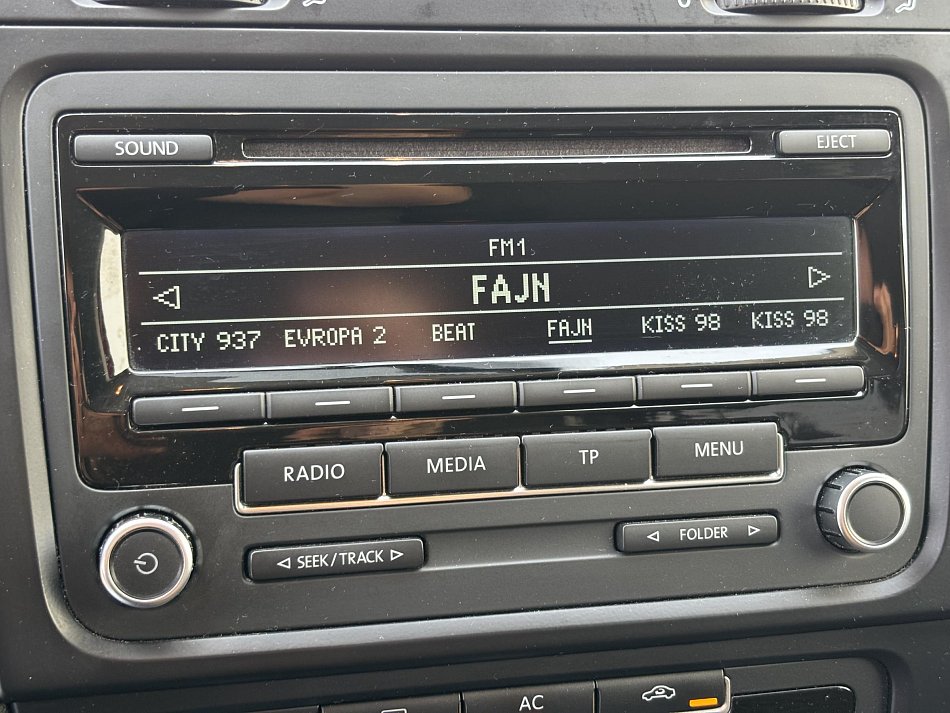 SOUND
EJECT
FM1
FAJN
CITY 937 EVROPA 2 BEAT FAJN KISS 98 KISS 98
RADIO MEDIA TP MENU
SEEK/TRACK FOLDER
AC